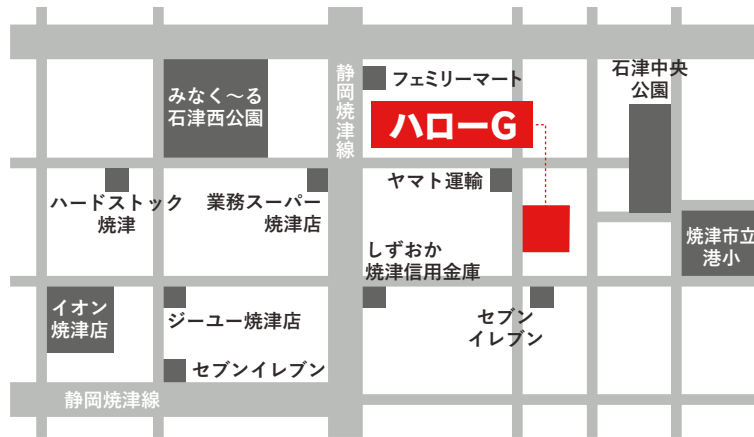 静岡焼津線
フェミリーマート
石津中央
公園
みなく～る
石津西公園
ハローG
ハードストック
焼津
業務スーパー
焼津店
ヤマト運輸
焼津市立
港小
しずおか
焼津信用金庫
イオン
焼津店
ジーユー焼津店
セブン
イレブン
セブンイレブン
静岡焼津線